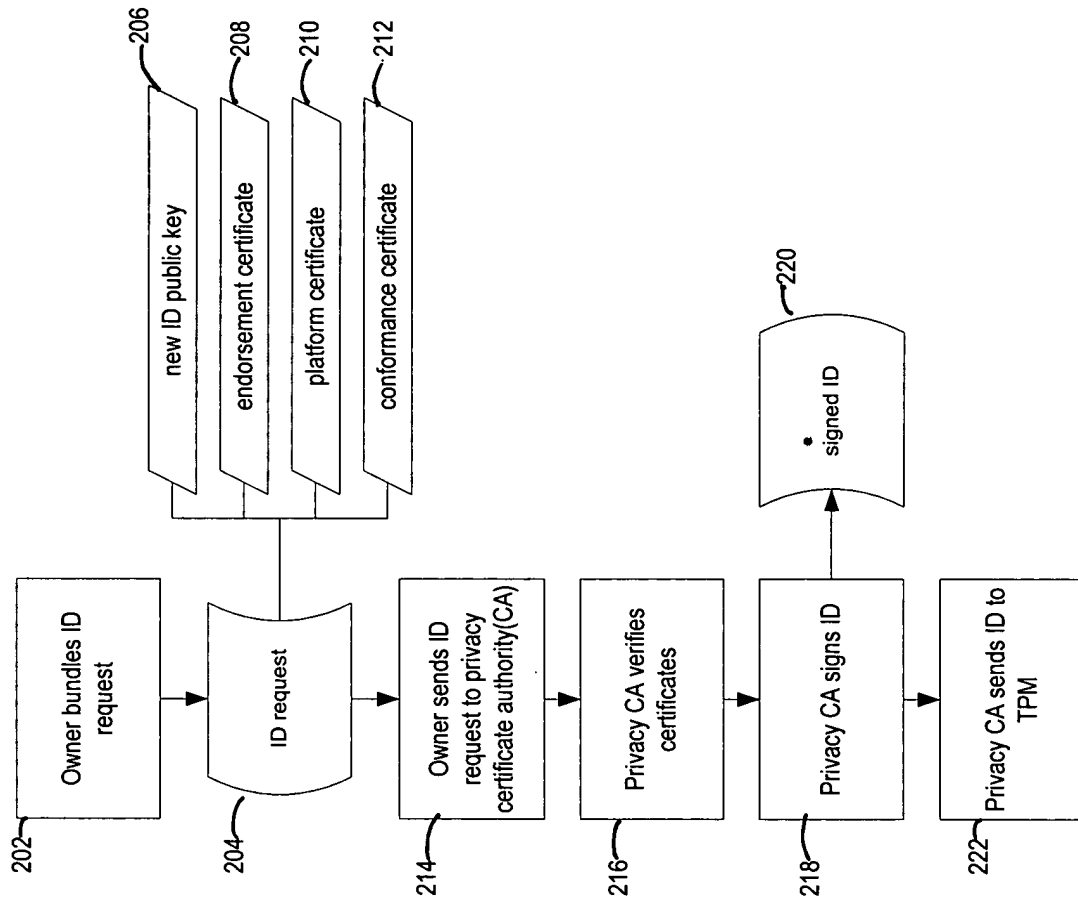 202
Owner bundles ID
request
204
ID request
206
new ID public key
208
endorsement certificate
210
platform certificate
212
conformance certificate
214
Owner sends ID
request to privacy
certificate authority(CA)
216
Privacy CA verifies
certificates
218
Privacy CA signs ID
220
signed ID
222
Privacy CA sends ID to
TPM